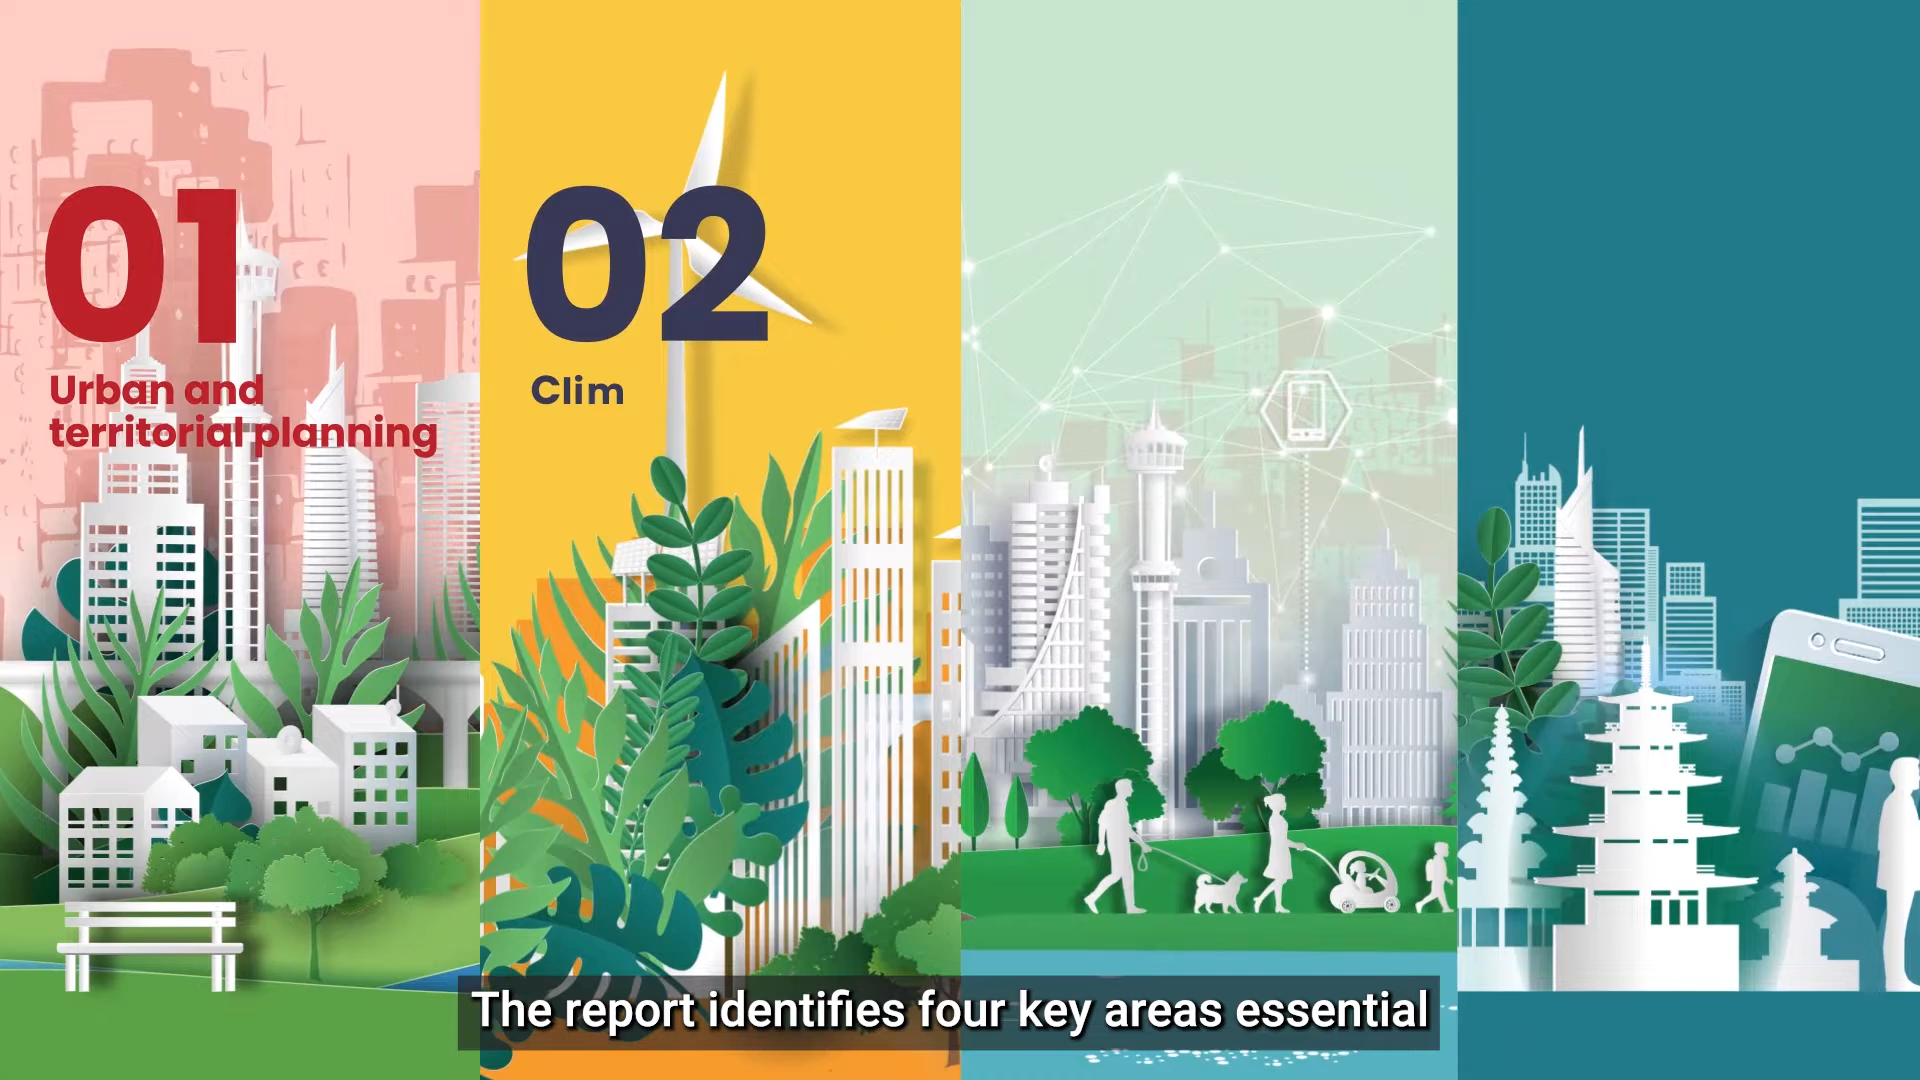 01
Urban and
territorial planning
02
Clim
The report identifies four key areas essential